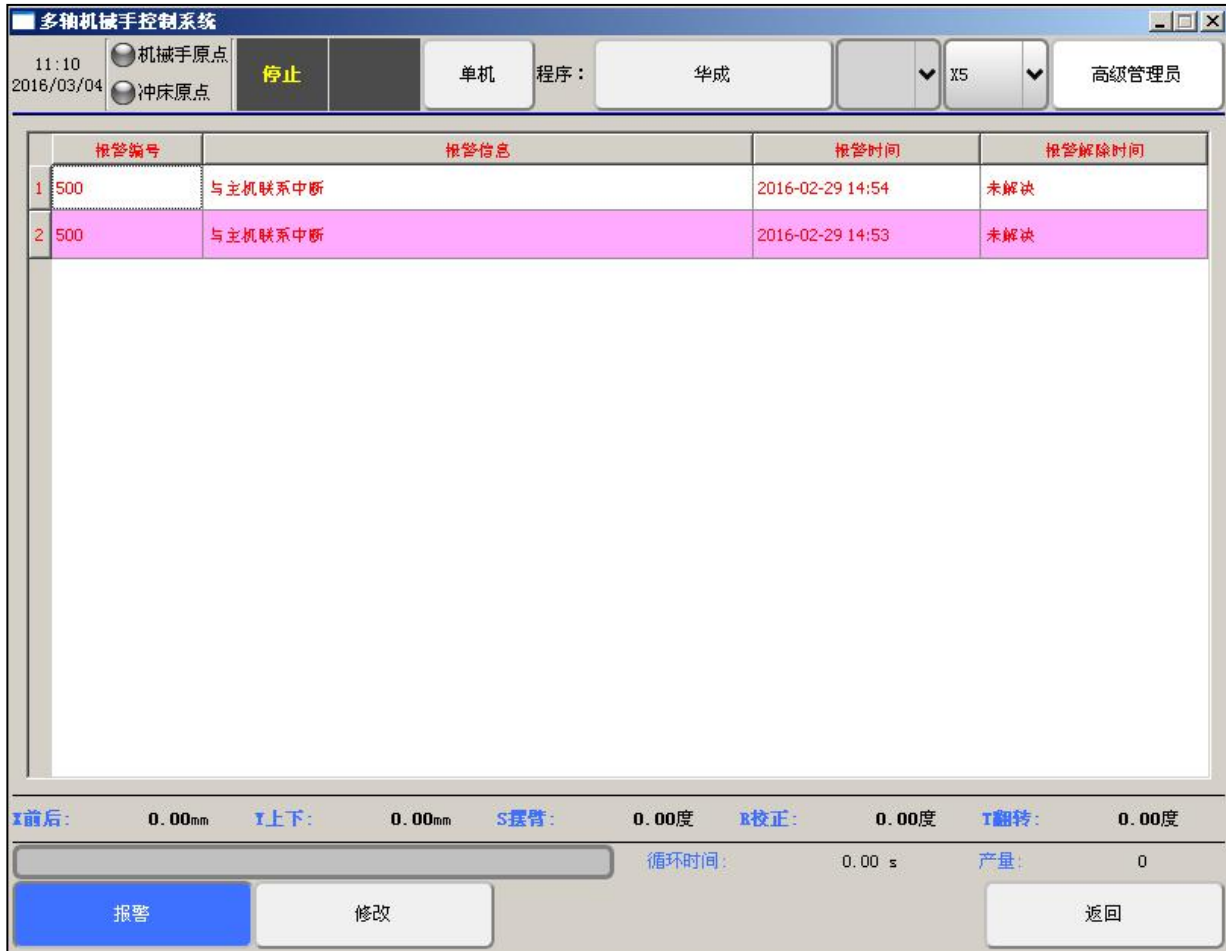 多轴机械手控制系统
11:10
2016/03/04
机械手原点
冲床原点
停止
单机
程序：
华成
X5
高级管理员
报警编号 报警信息 报警时间 报警解除时间
1 500 与主机联系中断 2016-02-29 14:54 未解决
2 500 与主机联系中断 2016-02-29 14:53 未解决
X前后: 0.00mm Y上下: 0.00mm S摆臂: 0.00度 R校正: 0.00度 T翻转: 0.00度
循环时间: 0.00 s 产量: 0
报警 修改 返回